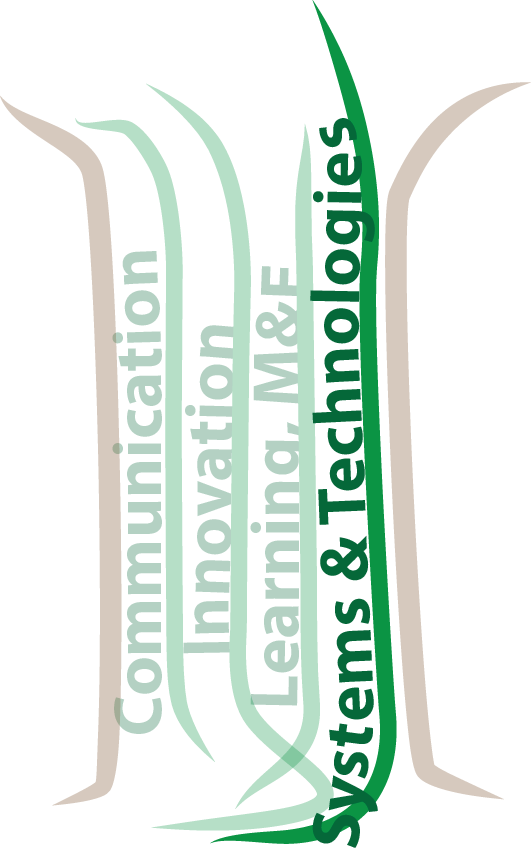 Communication
Innovation
Learning, M&E
Systems & Technologies